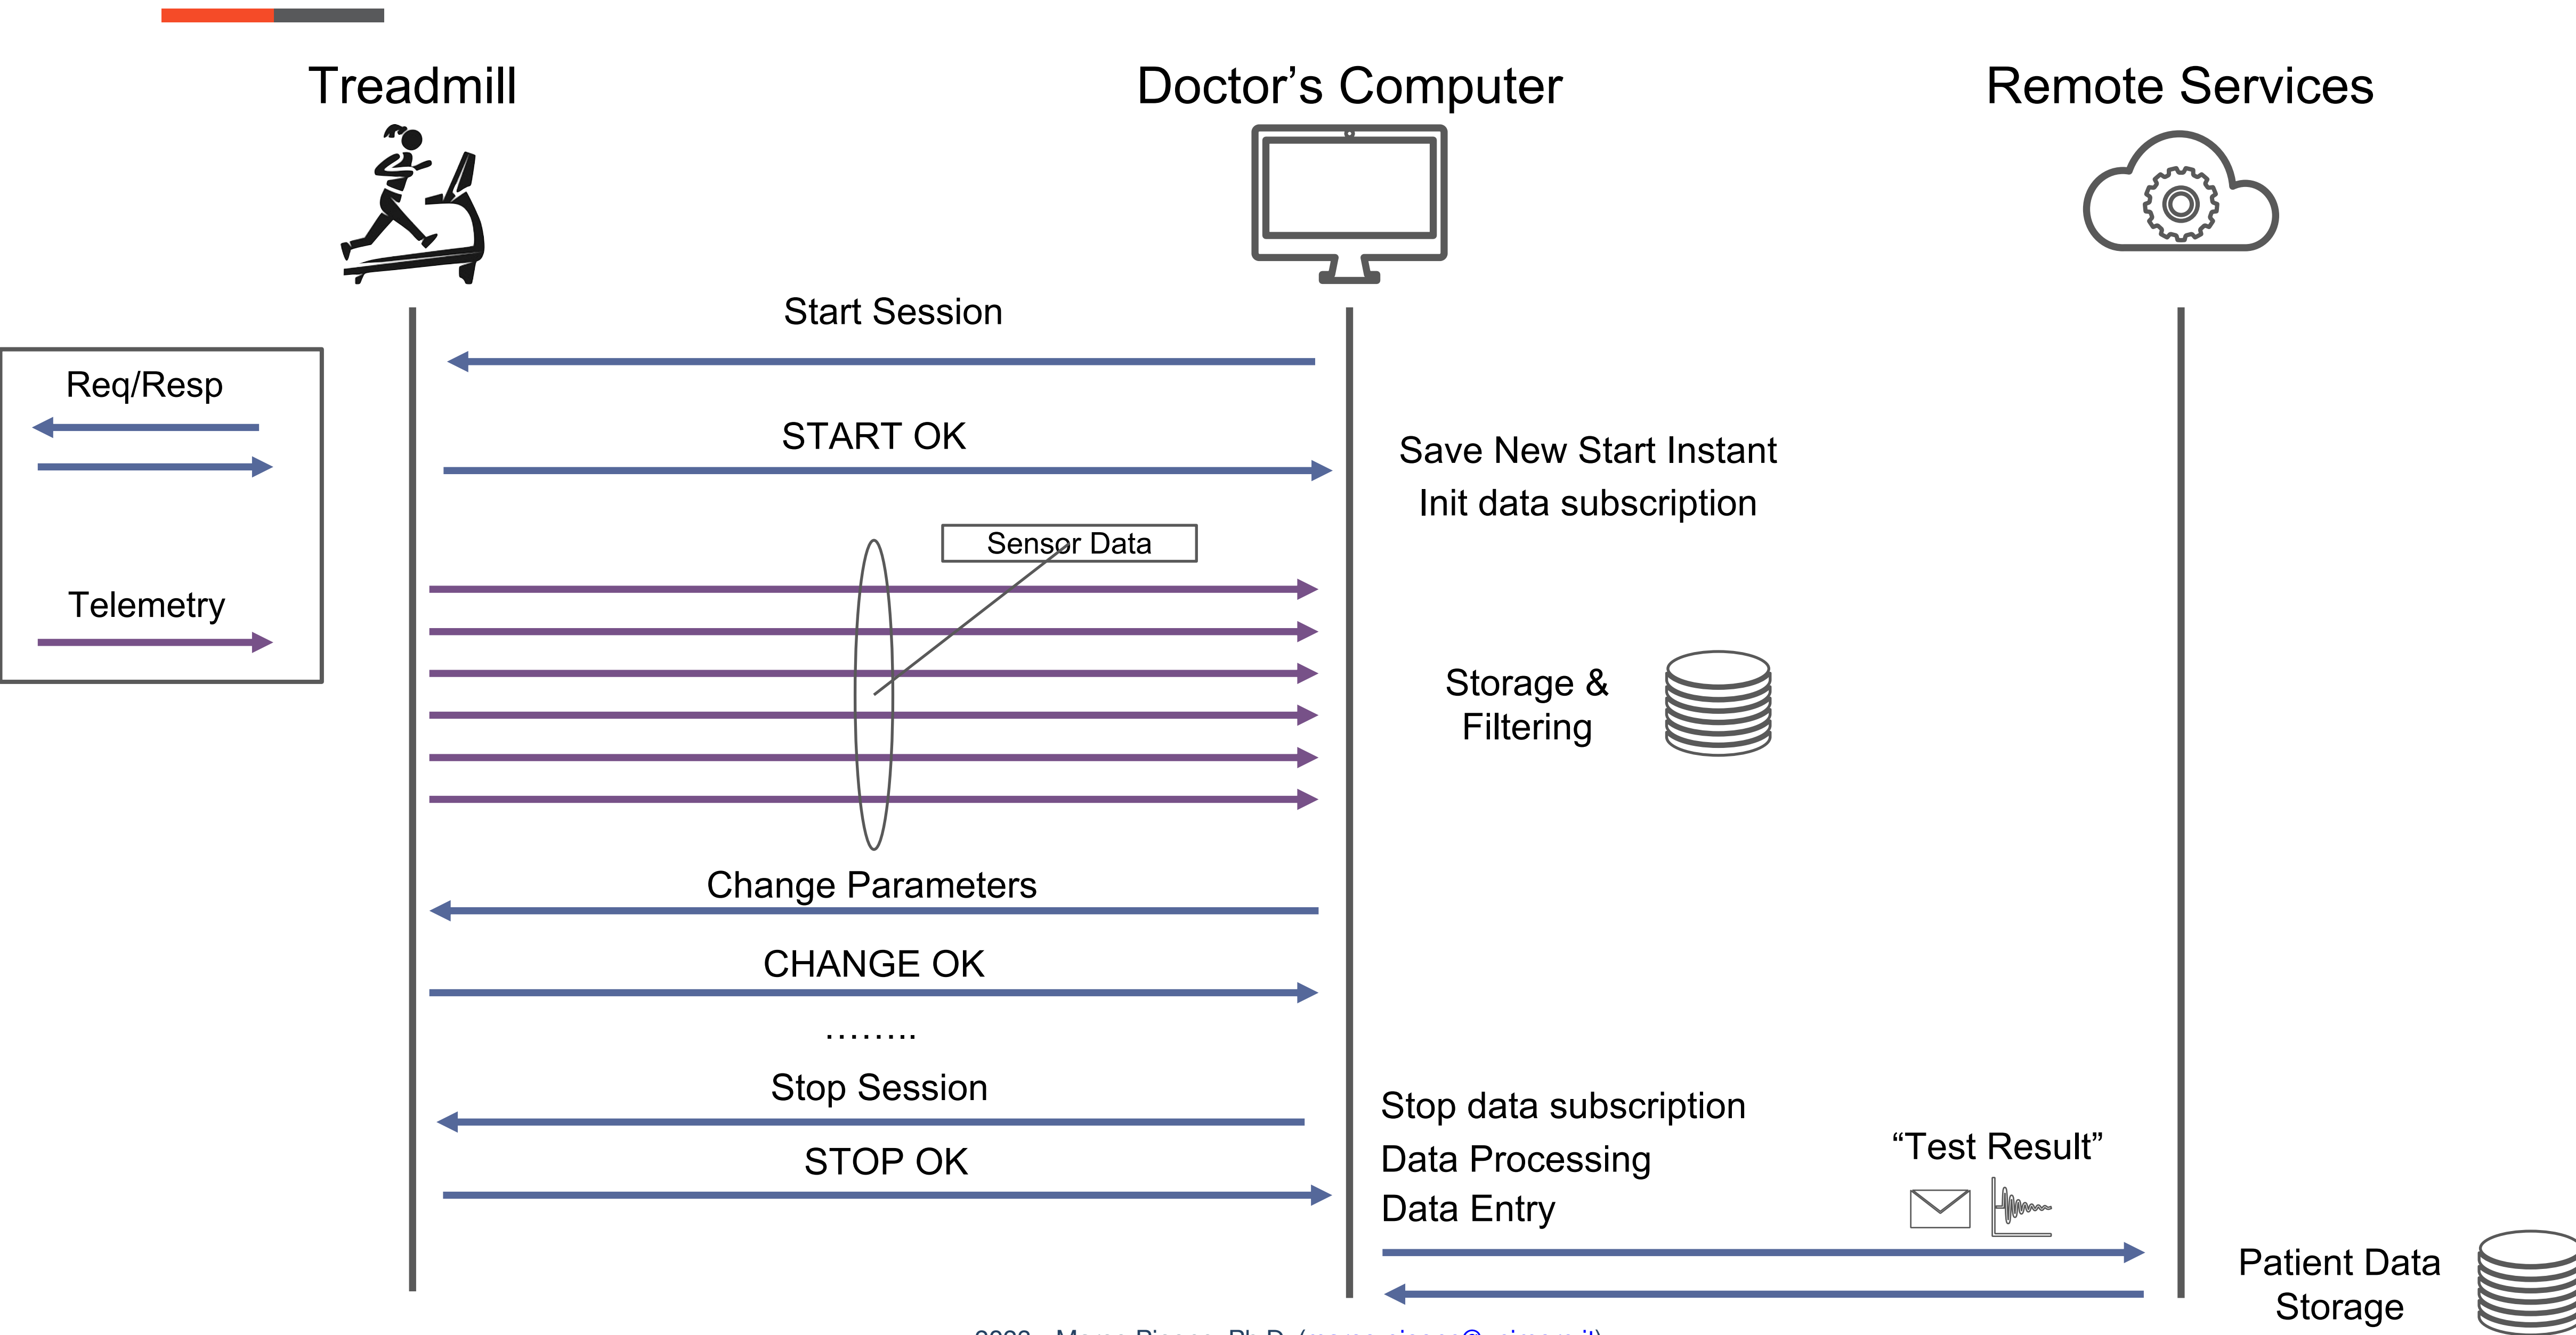 Treadmill
Doctor's Computer
Remote Services
Start Session
Req/Resp
START OK
Save New Start Instant
Init data subscription
Sensor Data
Telemetry
Storage &
Filtering
Change Parameters
CHANGE OK
........
Stop Session
STOP OK
Stop data subscription
Data Processing
Data Entry
“Test Result”
Patient Data
Storage